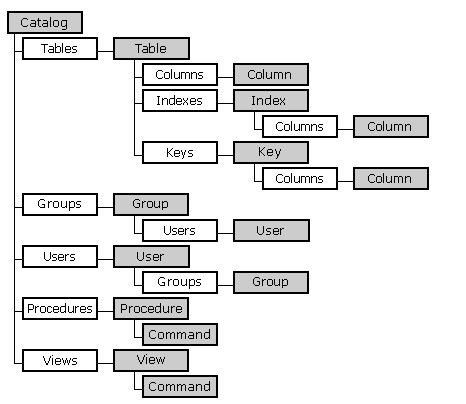 Catalog
Tables Table
Columns Column
Indexes Index
Columns Column
Keys Key
Columns Column
Groups Group
Users User
Users User
Groups Group
Procedures Procedure
Command
Views View
Command